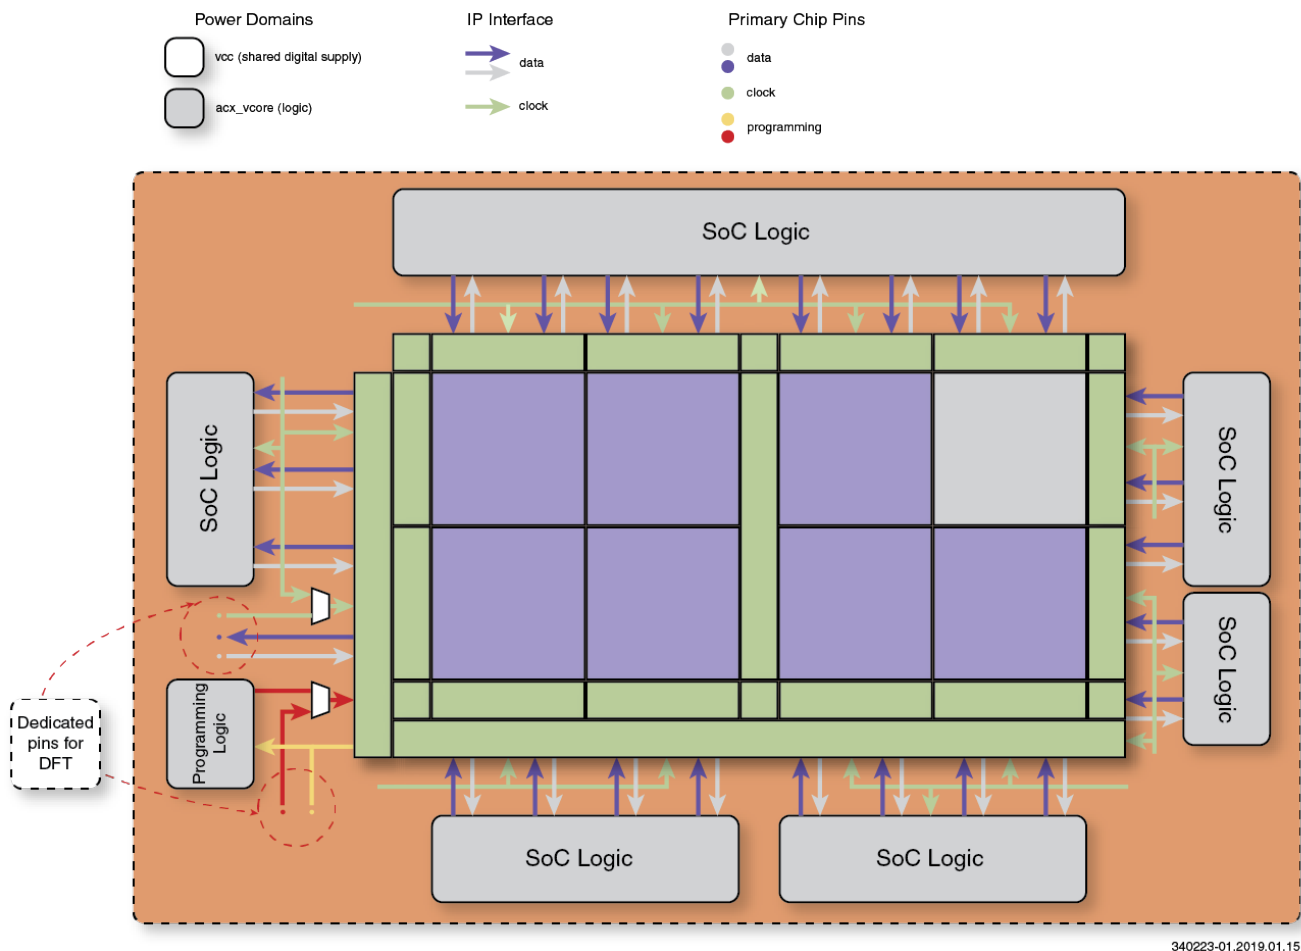 Power Domains
IP Interface
Primary Chip Pins
vcc (shared digital supply)
data
data
acx_vcore (logic)
clock
clock
programming
SoC Logic
SoC Logic
SoC Logic
SoC Logic
Programming
Logic
Dedicated
pins for
DFT
SoC Logic
SoC Logic
340223-01.2019.01.15